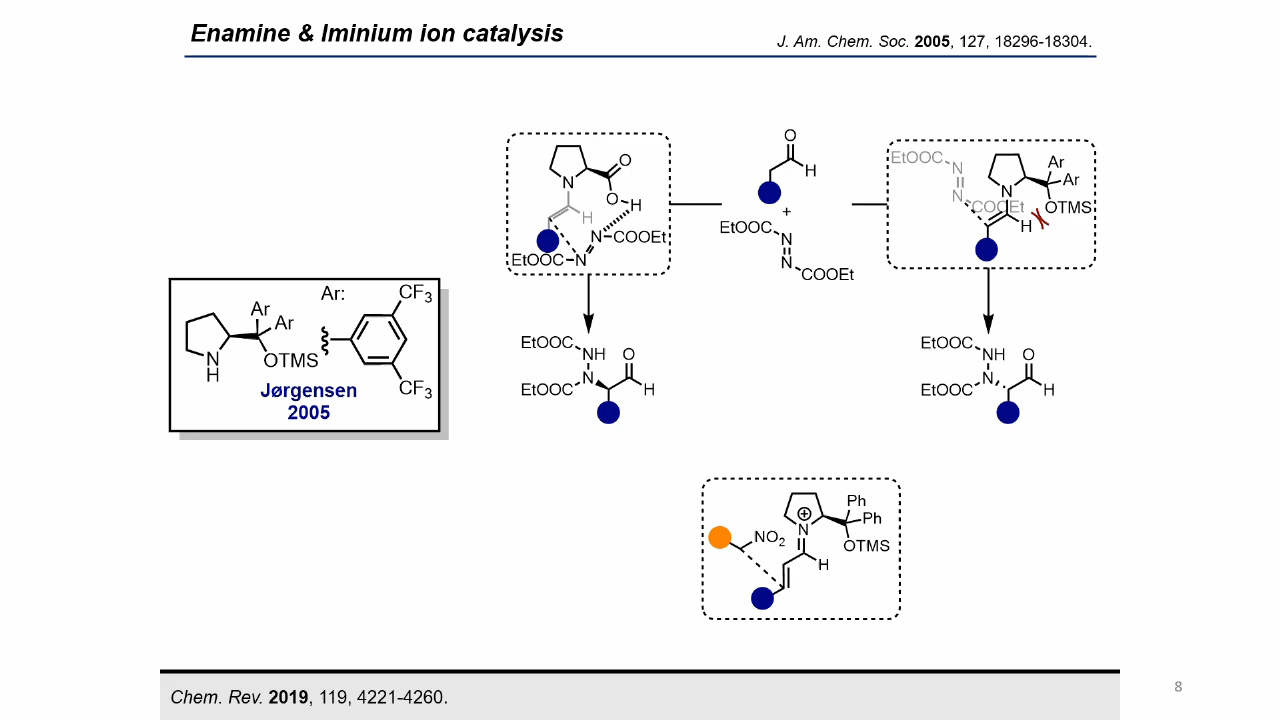 Enamine & Iminium ion catalysis
J. Am. Chem. Soc. 2005, 127, 18296-18304.
N
O
O
H
H
N
COOEt
EtOOC
N
O
H
+
EtOOC
N
N
COOEt
EtOOC
N
N
COOEt
N
Ar
Ar
OTMS
H
Ar
Ar
N
H
OTMS
Ar:
CF3
CF3
Jørgensen
2005
EtOOC
NH
N
EtOOC
O
H
EtOOC
NH
N
EtOOC
O
H
NO2
N
+
Ph
Ph
OTMS
H
Chem. Rev. 2019, 119, 4221-4260.
8